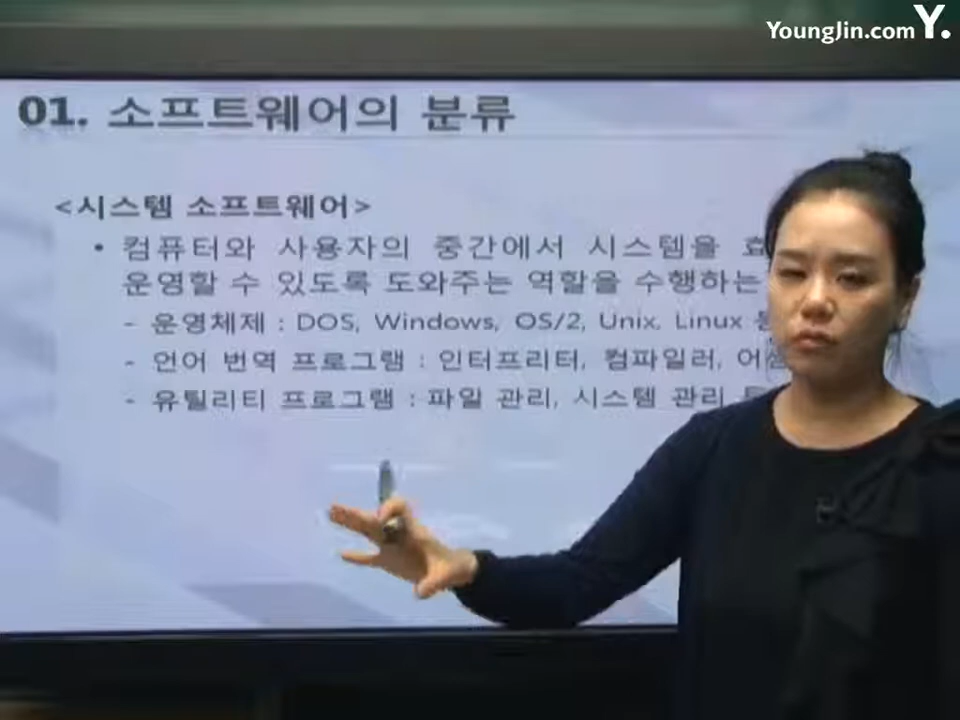 YoungJin.com Y.
01. 소프트웨어의 분류
<시스템 소프트웨어>
• 컴퓨터와 사용자의 중간에서 시스템을
운영할 수 있도록 도와주는 역할을 수행하는
- 운영체제 : DOS, Windows, OS/2, Unix, Linux
- 언어 번역 프로그램 : 인터프리터, 컴파일러,
- 유틸리티 프로그램 : 파일 관리, 시스템 관리